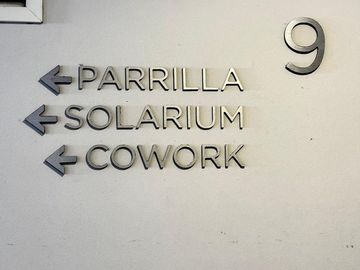 9
← PARRILLA
← SOLARIUM
← COWORK